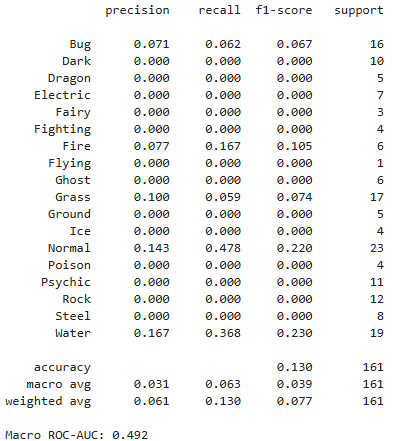 precision recall f1-score support
Bug 0.071 0.062 0.067 16
Dark 0.000 0.000 0.000 10
Dragon 0.000 0.000 0.000 5
Electric 0.000 0.000 0.000 7
Fairy 0.000 0.000 0.000 3
Fighting 0.000 0.000 0.000 4
Fire 0.077 0.167 0.105 6
Flying 0.000 0.000 0.000 1
Ghost 0.000 0.000 0.000 6
Grass 0.100 0.059 0.074 17
Ground 0.000 0.000 0.000 5
Ice 0.000 0.000 0.000 4
Normal 0.143 0.478 0.220 23
Poison 0.000 0.000 0.000 4
Psychic 0.000 0.000 0.000 11
Rock 0.000 0.000 0.000 12
Steel 0.000 0.000 0.000 8
Water 0.167 0.368 0.230 19
accuracy 0.130 161
macro avg 0.031 0.063 0.039 161
weighted avg 0.061 0.130 0.077 161
Macro ROC-AUC: 0.492